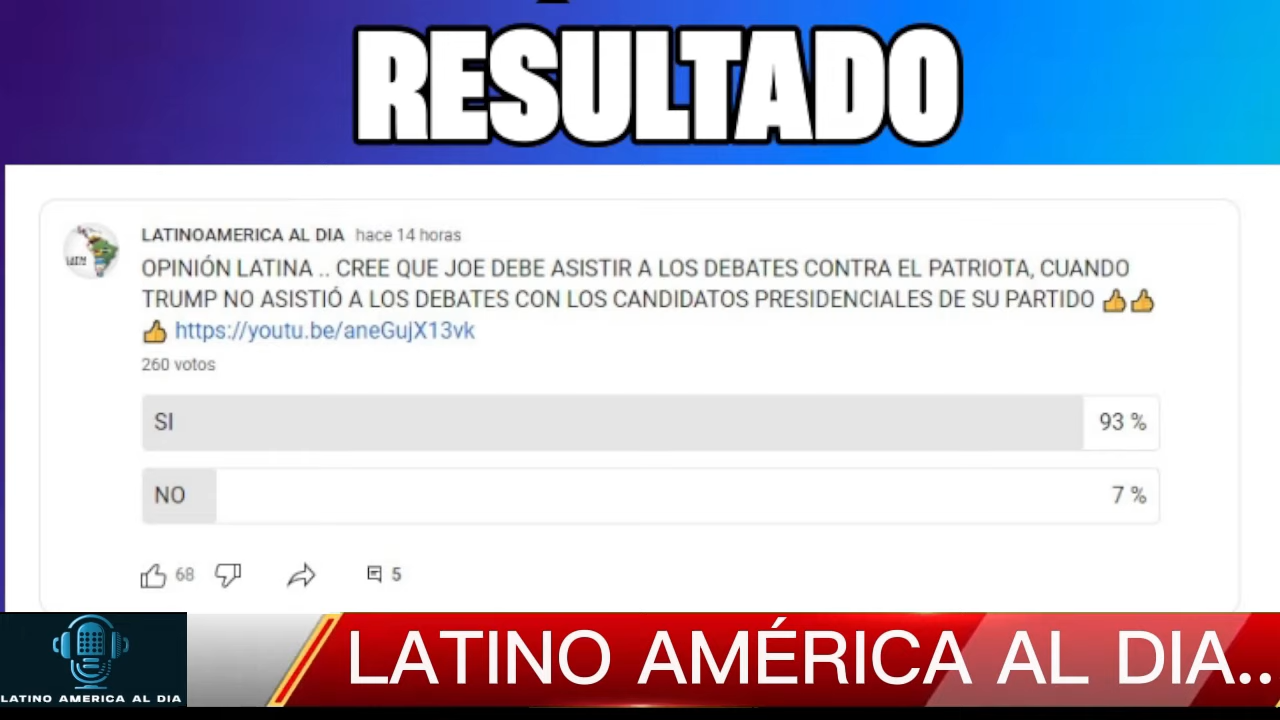 RESULTADO
LATINOAMERICA AL DIA hace 14 horas
OPINIÓN LATINA .. CREE QUE JOE DEBE ASISTIR A LOS DEBATES CONTRA EL PATRIOTA, CUANDO
TRUMP NO ASISTIÓ A LOS DEBATES CON LOS CANDIDATOS PRESIDENCIALES DE SU PARTIDO 👍👍
👍 https://youtu.be/aneGujX13vk
260 votos
SI 93 %
NO 7 %
68 5
LATINO AMERICA AL DIA
LATINO AMÉRICA AL DIA..